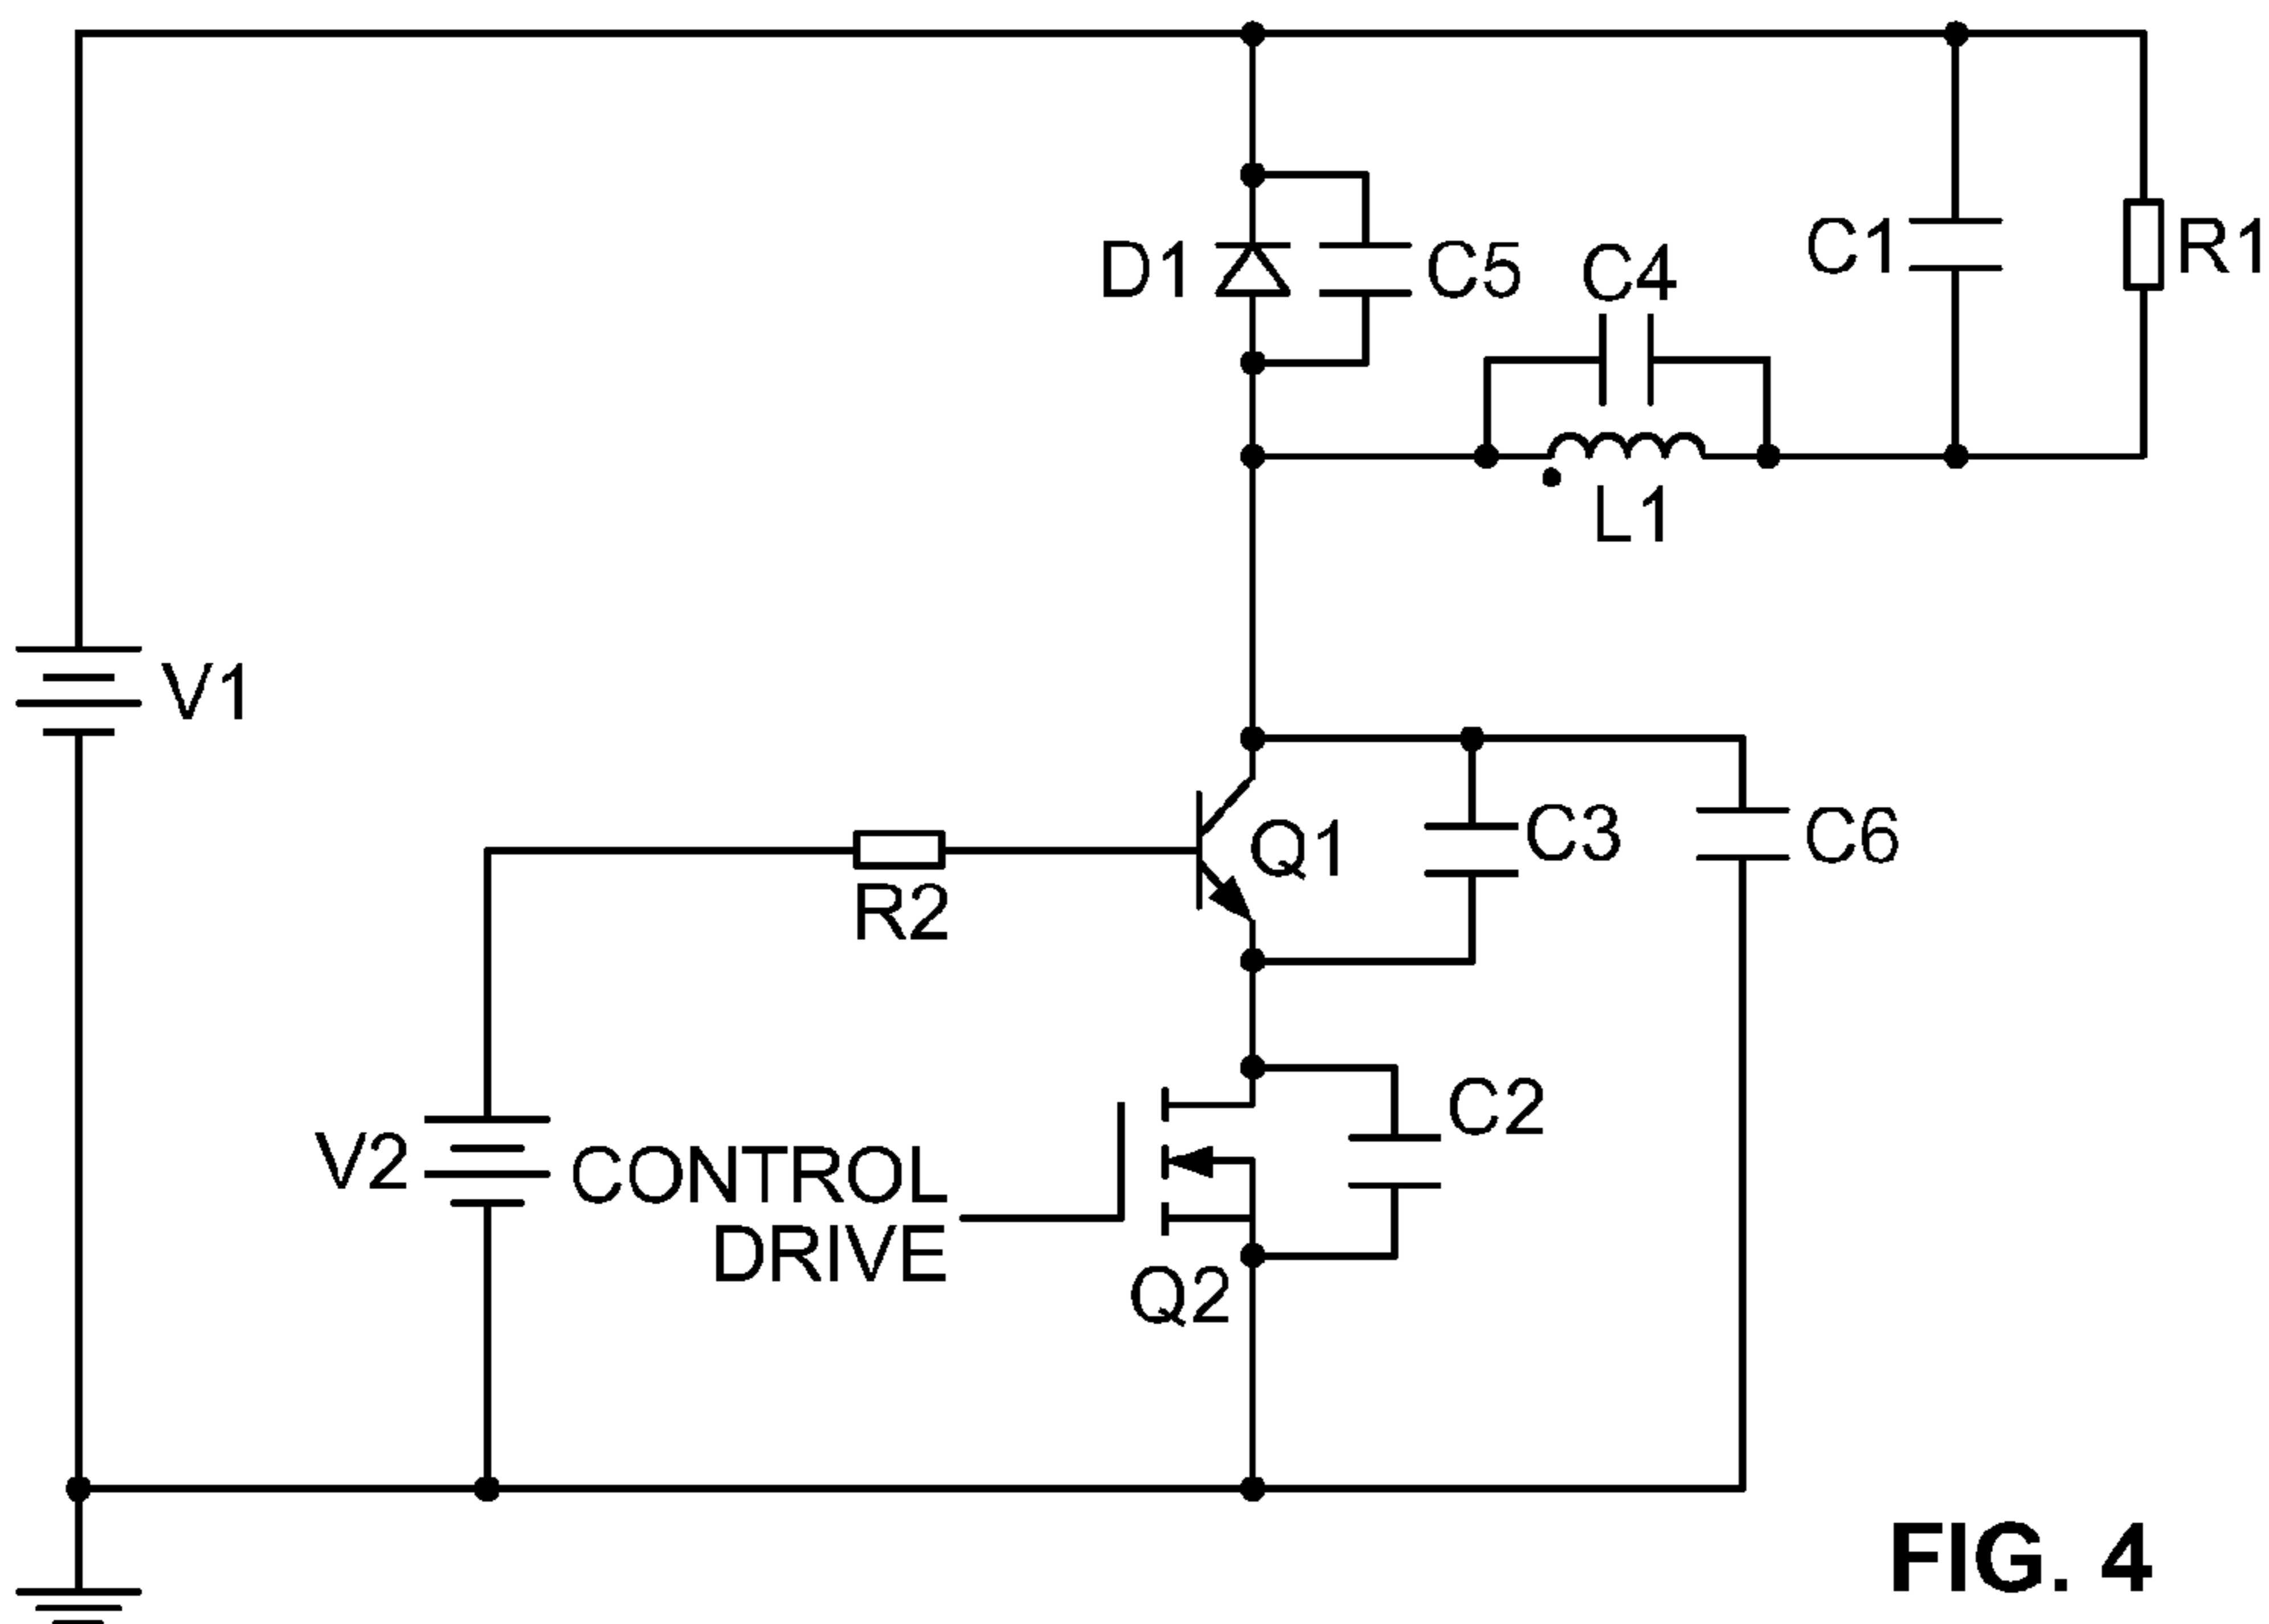 D1
C5
C4
C1
R1
L1
V1
Q1
C3
C6
R2
C2
V2
CONTROL
DRIVE
Q2
FIG. 4